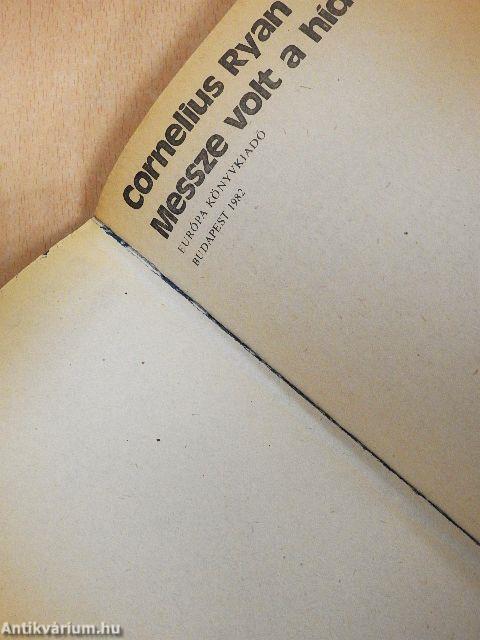 Cornelius Ryan
Messze volt a híd
EURÓPA KÖNYVKIADÓ
BUDAPEST 1982
Antikvárium.hu